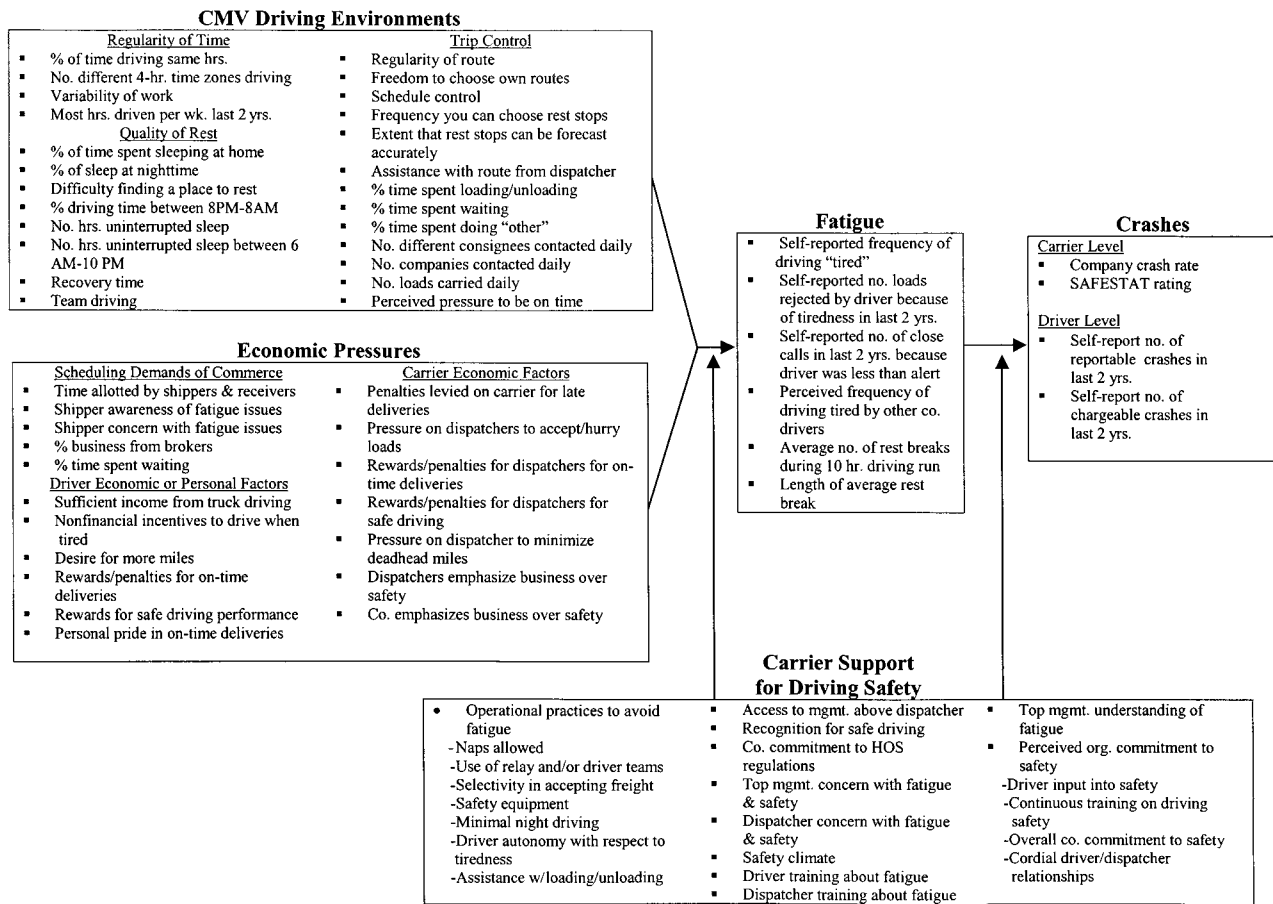 CMV Driving Environments
Regularity of Time
▪ % of time driving same hrs.
▪ No. different 4-hr. time zones driving
▪ Variability of work
▪ Most hrs. driven per wk. last 2 yrs.
Quality of Rest
▪ % of time spent sleeping at home
▪ % of sleep at nighttime
▪ Difficulty finding a place to rest
▪ % driving time between 8PM-8AM
▪ No. hrs. uninterrupted sleep
▪ No. hrs. uninterrupted sleep between 6
AM-10 PM
▪ Recovery time
▪ Team driving
Trip Control
▪ Regularity of route
▪ Freedom to choose own routes
▪ Schedule control
▪ Frequency you can choose rest stops
▪ Extent that rest stops can be forecast
accurately
▪ Assistance with route from dispatcher
▪ % time spent loading/unloading
▪ % time spent waiting
▪ % time spent doing “other”
▪ No. different consignees contacted daily
▪ No. companies contacted daily
▪ No. loads carried daily
▪ Perceived pressure to be on time
Economic Pressures
Scheduling Demands of Commerce
▪ Time allotted by shippers & receivers
▪ Shipper awareness of fatigue issues
▪ Shipper concern with fatigue issues
▪ % business from brokers
▪ % time spent waiting
Driver Economic or Personal Factors
▪ Sufficient income from truck driving
▪ Nonfinancial incentives to drive when
tired
▪ Desire for more miles
▪ Rewards/penalties for on-time
deliveries
▪ Rewards for safe driving performance
▪ Personal pride in on-time deliveries
Carrier Economic Factors
▪ Penalties levied on carrier for late
deliveries
▪ Pressure on dispatchers to accept/hurry
loads
▪ Rewards/penalties for dispatchers for on-
time deliveries
▪ Rewards/penalties for dispatchers for
safe driving
▪ Pressure on dispatcher to minimize
deadhead miles
▪ Dispatchers emphasize business over
safety
▪ Co. emphasizes business over safety
Fatigue
▪ Self-reported frequency of
driving “tired”
▪ Self-reported no. loads
rejected by driver because
of tiredness in last 2 yrs.
▪ Self-reported no. of close
calls in last 2 yrs. because
driver was less than alert
▪ Perceived frequency of
driving tired by other co.
drivers
▪ Average no. of rest breaks
during 10 hr. driving run
▪ Length of average rest
break
Crashes
Carrier Level
▪ Company crash rate
▪ SAFESTAT rating
Driver Level
▪ Self-report no. of
reportable crashes in
last 2 yrs.
▪ Self-report no. of
chargeable crashes in
last 2 yrs.
Carrier Support
for Driving Safety
• Operational practices to avoid
fatigue
-Naps allowed
-Use of relay and/or driver teams
-Selectivity in accepting freight
-Safety equipment
-Minimal night driving
-Driver autonomy with respect to
tiredness
-Assistance w/loading/unloading
▪ Access to mgmt. above dispatcher
▪ Recognition for safe driving
▪ Co. commitment to HOS
regulations
▪ Top mgmt. concern with fatigue
& safety
▪ Dispatcher concern with fatigue
& safety
▪ Safety climate
▪ Driver training about fatigue
▪ Dispatcher training about fatigue
▪ Top mgmt. understanding of
fatigue
▪ Perceived org. commitment to
safety
-Driver input into safety
-Continuous training on driving
safety
-Overall co. commitment to safety
-Cordial driver/dispatcher
relationships